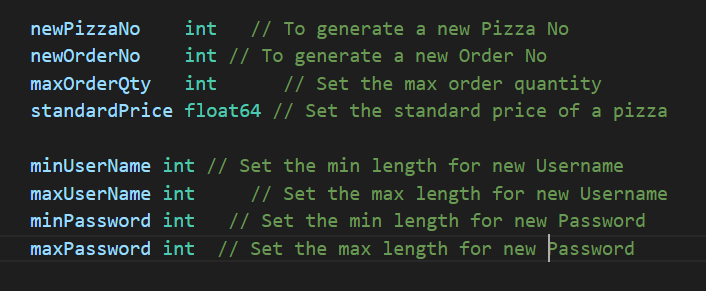 newPizzaNo    int   // To generate a new Pizza No
newOrderNo    int // To generate a new Order No
maxOrderQty   int      // Set the max order quantity
standardPrice float64 // Set the standard price of a pizza
minUserName int // Set the min length for new Username
maxUserName int     // Set the max length for new Username
minPassword int   // Set the min length for new Password
maxPassword int  // Set the max length for new Password